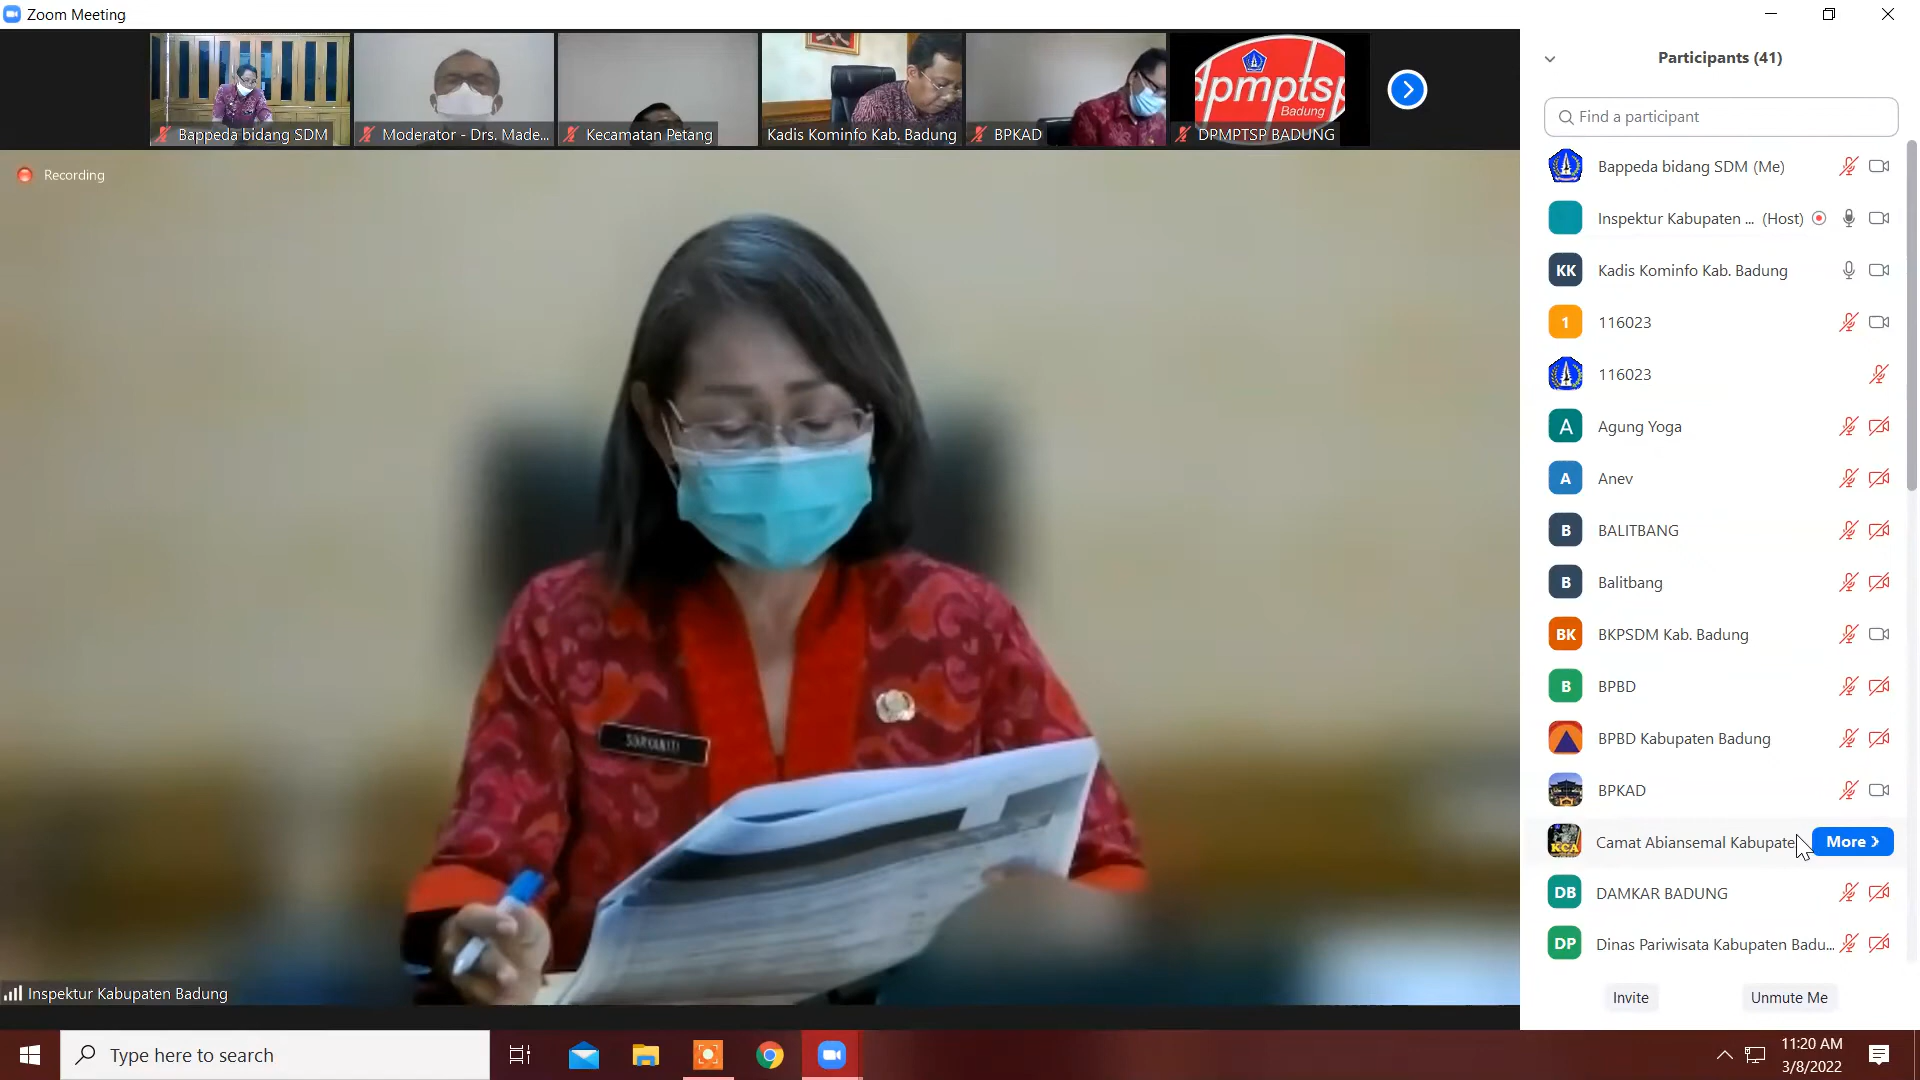 Zoom Meeting
Bappeda bidang SDM
Moderator - Drs. Made...
Kecamatan Petang
Kadis Kominfo Kab. Badung
BPKAD
dpmptsp
Badung
DPMPTSP BADUNG
Recording
SURYANITI
Inspektur Kabupaten Badung
Participants (41)
Find a participant
Bappeda bidang SDM (Me)
Inspektur Kabupaten ... (Host)
KK Kadis Kominfo Kab. Badung
1 116023
116023
A Agung Yoga
A Anev
B BALITBANG
B Balitbang
BK BKPSDM Kab. Badung
B BPBD
BPBD Kabupaten Badung
BPKAD
KCA Camat Abiansemal Kabupate
More
DB DAMKAR BADUNG
DP Dinas Pariwisata Kabupaten Badu...
Invite
Unmute Me
Type here to search
11:20 AM
3/8/2022